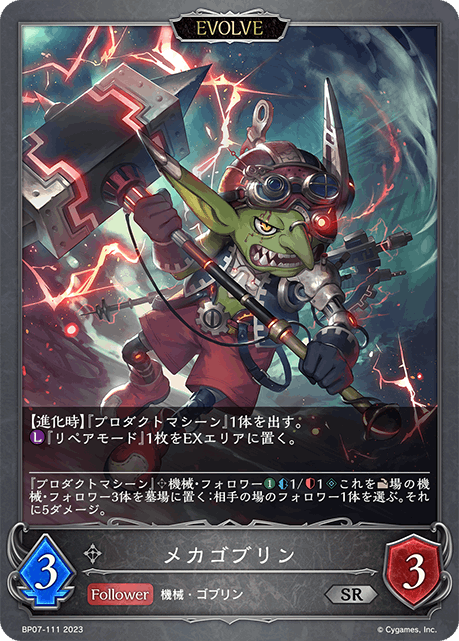 EVOLVE
【進化時】『プロダクトマシーン』1体を出す。
L『リペアモード』1枚をEXエリアに置く。
『プロダクトマシーン』機械・フォロワー 1 1/1 これを 場の機
械・フォロワー3体を墓場に置く:相手の場のフォロワー1体を選ぶ。それ
に5ダメージ。
メカゴブリン
3
Follower 機械・ゴブリン SR
3
BP07-111 2023 © Cygames, Inc.